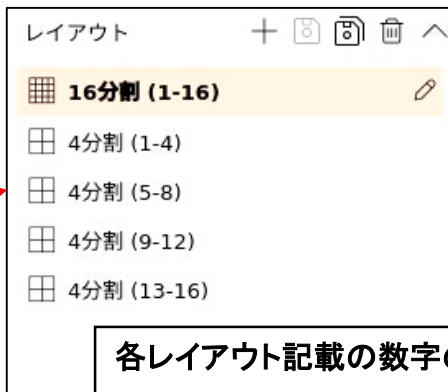 レイアウト
16分割 (1-16)
4分割 (1-4)
4分割 (5-8)
4分割 (9-12)
4分割 (13-16)
各レイアウト記載の数字の